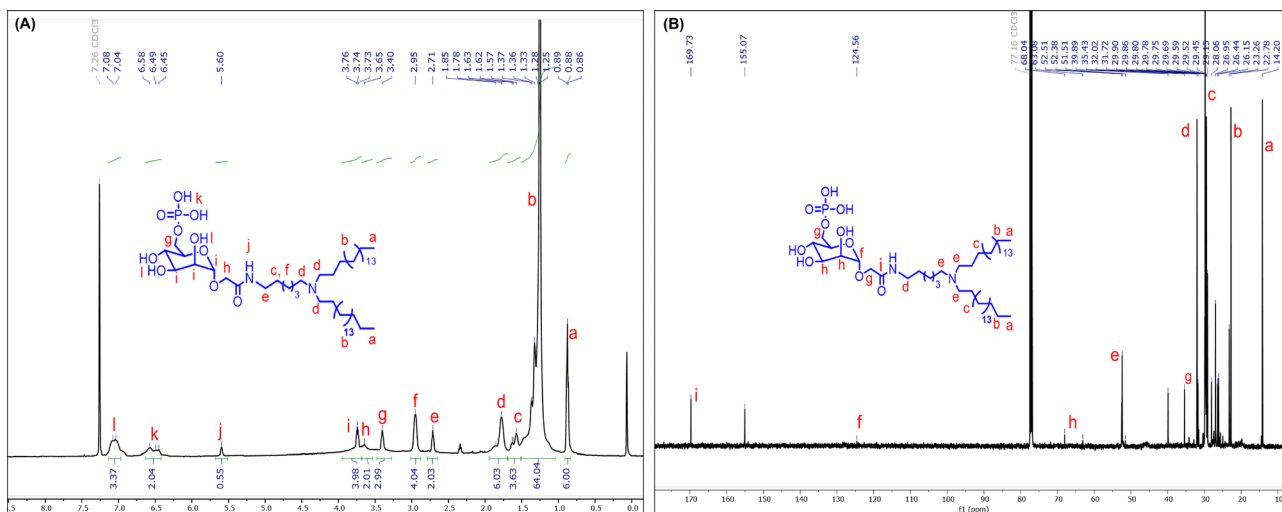 (A)
7.26 CDCl3
7.08
7.04
6.58
6.49
6.45
5.60
3.76
3.74
3.73
3.65
3.40
2.95
2.71
1.85
1.78
1.63
1.62
1.57
1.37
1.36
1.33
1.28
1.25
0.89
0.88
0.86
b
OH k
O=P-OH
O
g OH l
HO O i j
HO h H
l i O N
O e
c, f d
3
N
d
d
b a
13
13
b a
a
l
k
j
i
h
g
f
e
d
c
3.37
2.04
0.55
3.98
2.01
2.99
4.04
2.03
6.03
3.63
64.04
6.00
8.5 8.0 7.5 7.0 6.5 6.0 5.5 5.0 4.5 4.0 3.5 3.0 2.5 2.0 1.5 1.0 0.5 0.0
(B)
169.73
155.07
124.56
77.16 CDCl3
68.04
63.08
52.51
52.38
51.51
39.89
35.43
32.02
31.72
29.90
29.86
29.80
29.78
29.75
29.69
29.59
29.52
29.45
28.06
26.95
26.44
26.15
23.26
22.78
14.20
c
d
b
a
OH
O=P-OH
O
g OH
HO O f
HO i H
h h O N
g O d
3
e
N
e
e
c b a
13
13
c b a
i
f
h
e
g
170 160 150 140 130 120 110 100 90 80 70 60 50 40 30 20 10
f1 (ppm)